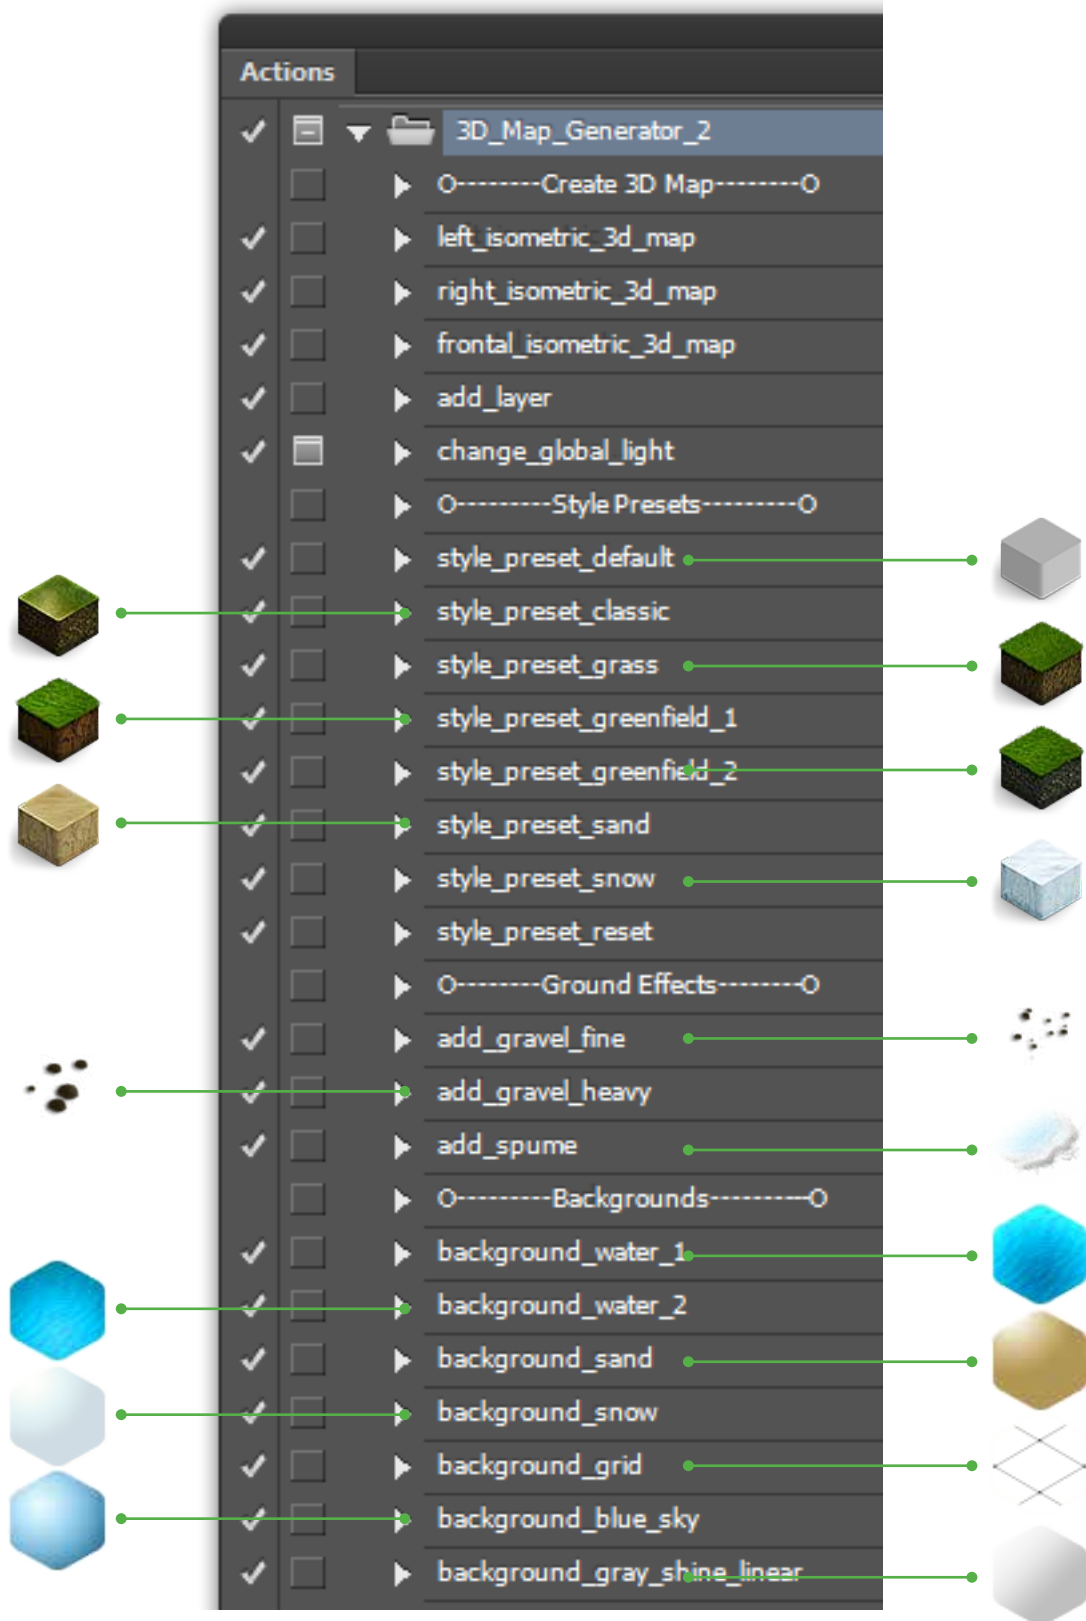 Actions
3D_Map_Generator_2
O--------Create 3D Map--------O
left_isometric_3d_map
right_isometric_3d_map
frontal_isometric_3d_map
add_layer
change_global_light
O---------Style Presets---------O
style_preset_default
style_preset_classic
style_preset_grass
style_preset_greenfield_1
style_preset_greenfield_2
style_preset_sand
style_preset_snow
style_preset_reset
O--------Ground Effects--------O
add_gravel_fine
add_gravel_heavy
add_spume
O---------Backgrounds----------O
background_water_1
background_water_2
background_sand
background_snow
background_grid
background_blue_sky
background_gray_shine_linear